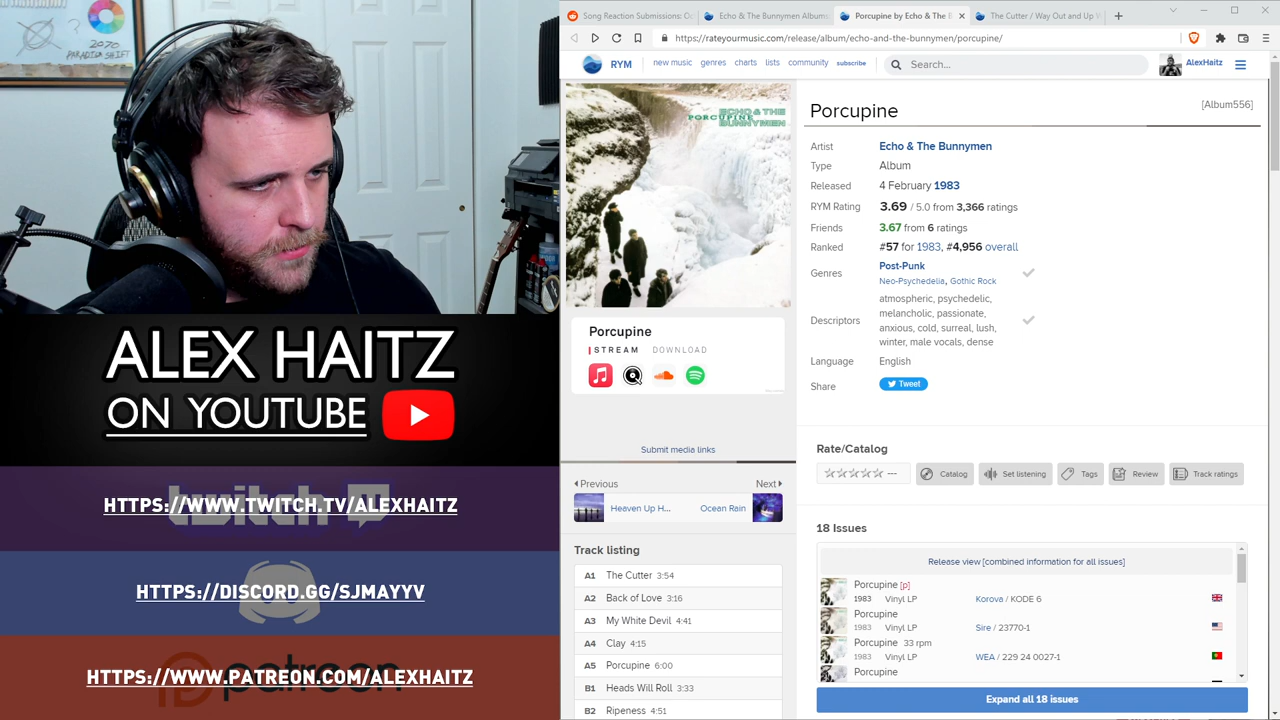 2070
PARADIGM SHIFT
ALEX HAITZ
ON YOUTUBE
HTTPS://WWW.TWITCH.TV/ALEXHAITZ
HTTPS://DISCORD.GG/SJMAYYV
HTTPS://WWW.PATREON.COM/ALEXHAITZ
Song Reaction Submissions: O
Echo & The Bunnymen Albums
Porcupine by Echo & The B
The Cutter / Way Out and Up W
https://rateyourmusic.com/release/album/echo-and-the-bunnymen/porcupine/
RYM new music genres charts lists community subscribe Search... AlexHaitz
ECHO & THE
PORCUPINE BUNNYMEN
Porcupine
STREAM DOWNLOAD
Submit media links
Previous Next
Heaven Up H... Ocean Rain
Track listing
A1 The Cutter 3:54
A2 Back of Love 3:16
A3 My White Devil 4:41
A4 Clay 4:15
A5 Porcupine 6:00
B1 Heads Will Roll 3:33
B2 Ripeness 4:51
Porcupine [Album556]
Artist Echo & The Bunnymen
Type Album
Released 4 February 1983
RYM Rating 3.69 / 5.0 from 3,366 ratings
Friends 3.67 from 6 ratings
Ranked #57 for 1983, #4,956 overall
Genres Post-Punk
Neo-Psychedelia, Gothic Rock
Descriptors atmospheric, psychedelic,
melancholic, passionate,
anxious, cold, surreal, lush,
winter, male vocals, dense
Language English
Share Tweet
Rate/Catalog
--- Catalog Set listening Tags Review Track ratings
18 Issues
Release view [combined information for all issues]
Porcupine [p]
1983 Vinyl LP Korova / KODE 6
Porcupine
1983 Vinyl LP Sire / 23770-1
Porcupine 33 rpm
1983 Vinyl LP WEA / 229 24 0027-1
Porcupine
Expand all 18 issues